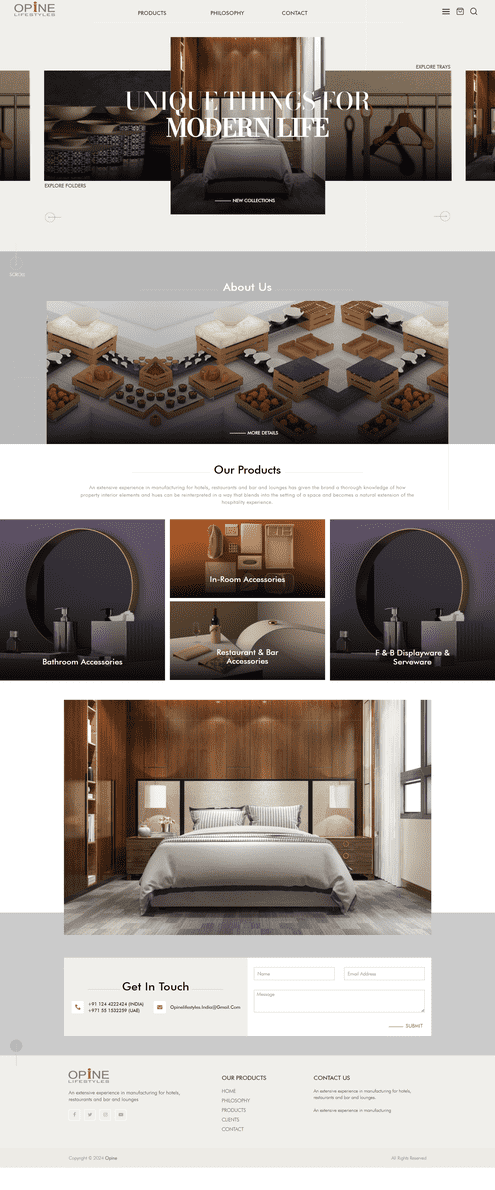 OPINE
LIFESTYLES
PRODUCTS PHILOSOPHY CONTACT
EXPLORE TRAYS
UNIQUE THINGS FOR
MODERN LIFE
EXPLORE FOLDERS
NEW COLLECTIONS
SCROLL
About Us
MORE DETAILS
Our Products
An extensive experience in manufacturing for hotels, restaurants and bar and lounges has given the brand a thorough knowledge of how
property interior elements and hues can be reinterpreted in a way that blends into the setting of a space and becomes a natural extension of the
hospitality experience.
In-Room Accessories
Bathroom Accessories
Restaurant & Bar
Accessories
F & B Displayware &
Serveware
Get In Touch
+91 124 4222424 (INDIA)
+971 55 1532259 (UAE)
Opinelifestyles.India@Gmail.Com
Name
Email Address
Message
SUBMIT
OPINE
LIFESTYLES
An extensive experience in manufacturing for hotels,
restaurants and bar and lounges
OUR PRODUCTS
HOME
PHILOSOPHY
PRODUCTS
CLIENTS
CONTACT
CONTACT US
An extensive experience in manufacturing for hotels,
restaurants and bar and lounges.
An extensive experience in manufacturing
Copyright © 2024 Opine
All Rights Reserved